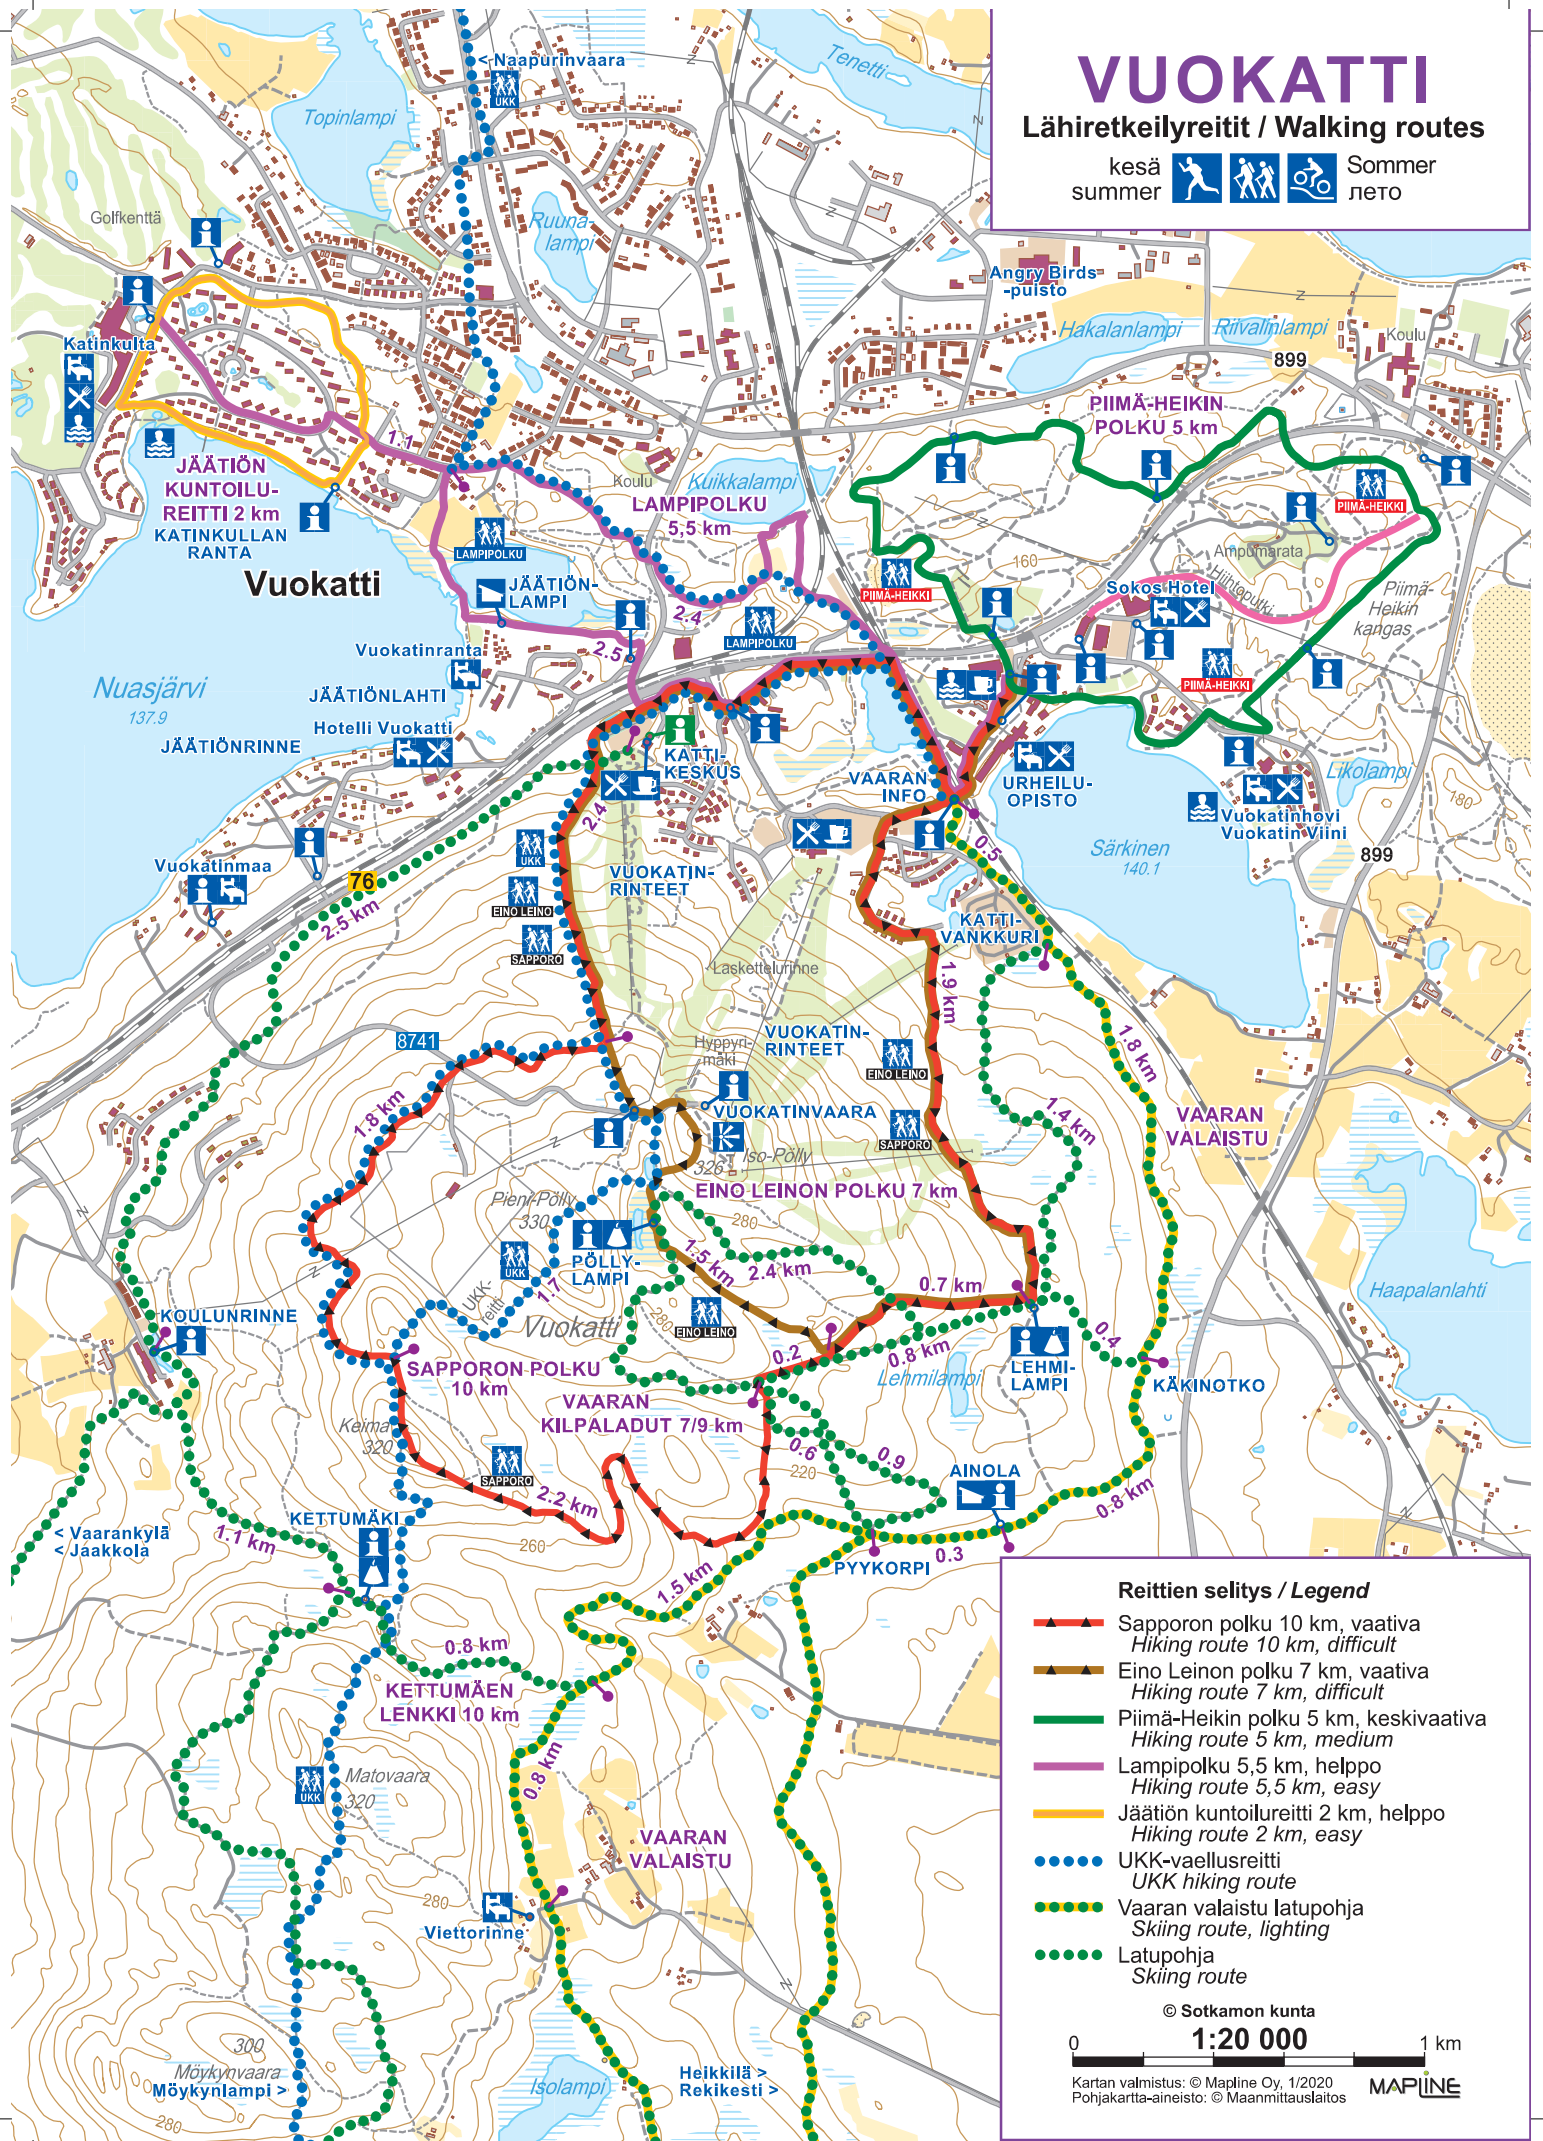 VUOKATTI
Lähiretkeilyreitit / Walking routes
kesä
summer
Sommer
лето
< Naapurinvaara
UKK
Tenetti
Topinlampi
Golfkenttä
Ruuna-
lampi
Angry Birds
-puisto
Hakalanlampi
Riivalinlampi
Koulu
899
Katinkulta
PIIMÄ-HEIKIN
POLKU 5 km
1.1
JÄÄTIÖN
KUNTOILU-
REITTI 2 km
KATINKULLAN
RANTA
Koulu
Kuikkalampi
LAMPIPOLKU
5,5 km
PIIMÄ-HEIKKI
LAMPIPOLKU
Ampumarata
160
Vuokatti
JÄÄTIÖN-
LAMPI
PIIMÄ-HEIKKI
Sokos Hotel
Hiihtoputki
Piimä-
Heikin
kangas
2.4
LAMPIPOLKU
2.5
Vuokatinranta
PIIMÄ-HEIKKI
Nuasjärvi
137.9
JÄÄTIÖNLAHTI
Hotelli Vuokatti
JÄÄTIÖNRINNE
KATTI-
KESKUS
VAARAN
INFO
URHEILU-
OPISTO
Likolampi
180
Vuokatinhovi
Vuokatin Viini
2.4
0.5
Särkinen
140.1
899
Vuokatinmaa
76
UKK
VUOKATIN-
RINTEET
EINO LEINO
2.5 km
KATTI-
VANKKURI
SAPPORO
Laskettelurinne
1.9 km
8741
Hyppyri-
mäki
VUOKATIN-
RINTEET
EINO LEINO
1.8 km
VUOKATINVAARA
1.8 km
1.4 km
VAARAN
VALAISTU
SAPPORO
Iso-Pölly
326
EINO LEINON POLKU 7 km
Pieni-Pölly
330
280
UKK
PÖLLY-
LAMPI
1.5 km
2.4 km
0.7 km
Haapalanlahti
UKK-
reitti
1.7
280
EINO LEINO
KOULUNRINNE
Vuokatti
0.4
0.2
0.8 km
LEHMI-
LAMPI
Lehmilampi
SAPPORON POLKU
10 km
KÄKINOTKO
VAARAN
KILPALADUT 7/9 km
Keima
320
0.6
0.9
220
SAPPORO
AINOLA
2.2 km
0.8 km
KETTUMÄKI
< Vaarankylä
< Jaakkola
1.1 km
260
0.3
PYYKORPI
1.5 km
0.8 km
KETTUMÄEN
LENKKI 10 km
0.8 km
Matovaara
320
UKK
VAARAN
VALAISTU
280
Viettorinne
300
Möykynvaara
Möykynlampi >
280
Isolampi
Heikkilä >
Rekikesti >
Reittien selitys / Legend
Sapporon polku 10 km, vaativa
Hiking route 10 km, difficult
Eino Leinon polku 7 km, vaativa
Hiking route 7 km, difficult
Piimä-Heikin polku 5 km, keskivaativa
Hiking route 5 km, medium
Lampipolku 5,5 km, helppo
Hiking route 5,5 km, easy
Jäätiön kuntoilureitti 2 km, helppo
Hiking route 2 km, easy
UKK-vaellusreitti
UKK hiking route
Vaaran valaistu latupohja
Skiing route, lighting
Latupohja
Skiing route
© Sotkamon kunta
0
1:20 000
1 km
Kartan valmistus: © Mapline Oy, 1/2020
Pohjakartta-aineisto: © Maanmittauslaitos
MAPLINE